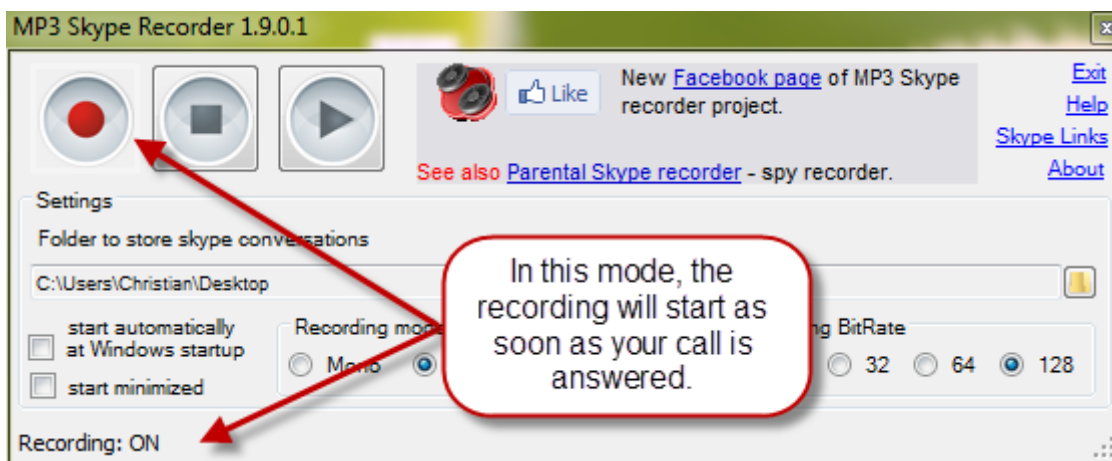 MP3 Skype Recorder 1.9.0.1
Like
New Facebook page of MP3 Skype
recorder project.
See also Parental Skype recorder - spy recorder.
Exit
Help
Skype Links
About
Settings
Folder to store skype conversations
C:\Users\Christian\Desktop
In this mode, the
recording will start as
soon as your call is
answered.
start automatically
at Windows startup
start minimized
Recording
Mono
BitRate
32
64
128
Recording: ON